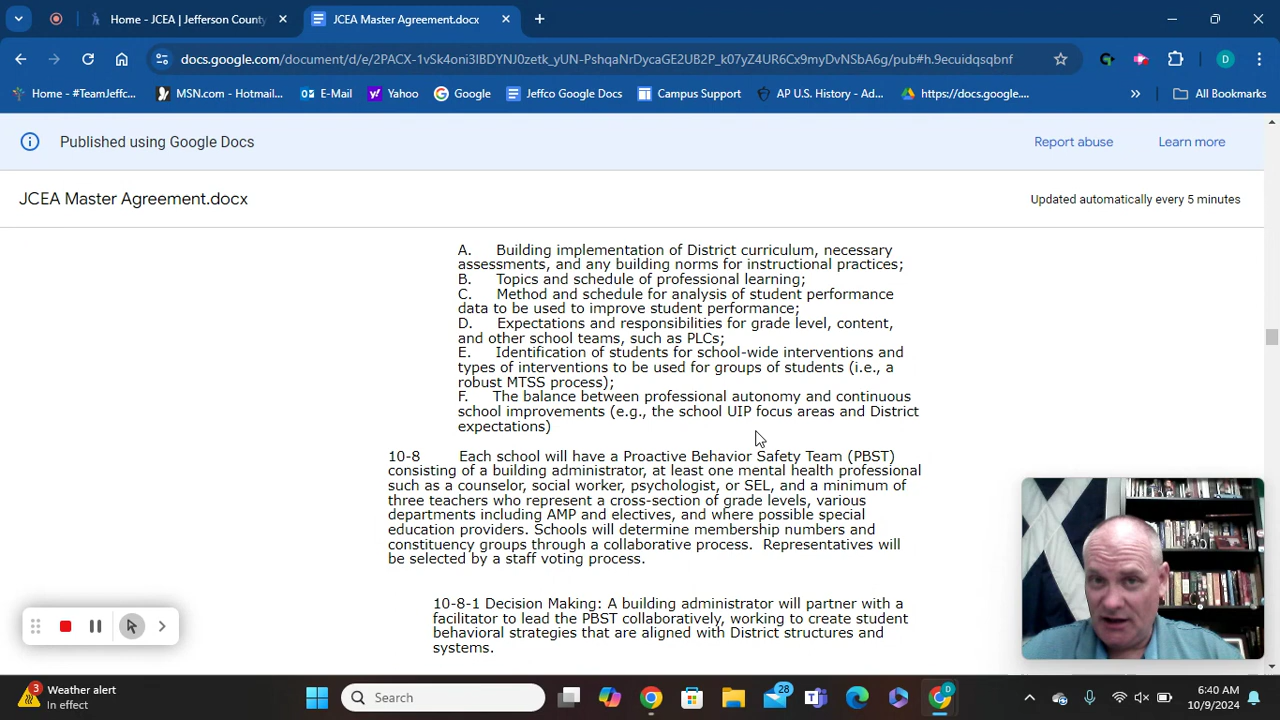 Home - JCEA | Jefferson County
JCEA Master Agreement.docx
docs.google.com/document/d/e/2PACX-1vSk4oni3IBDYNJ0zetk_yUN-PshqaNrDycaGE2UB2P_k07yZ4UR6Cx9myDvNSbA6g/pub#h.9ecuidqsqbnf
D
Home - #TeamJeffc...
MSN.com - Hotmail...
E-Mail
Yahoo
Google
Jeffco Google Docs
Campus Support
AP U.S. History - Ad...
https://docs.google....
All Bookmarks
Published using Google Docs
Report abuse
Learn more
JCEA Master Agreement.docx
Updated automatically every 5 minutes
A. Building implementation of District curriculum, necessary
assessments, and any building norms for instructional practices;
B. Topics and schedule of professional learning;
C. Method and schedule for analysis of student performance
data to be used to improve student performance;
D. Expectations and responsibilities for grade level, content,
and other school teams, such as PLCs;
E. Identification of students for school-wide interventions and
types of interventions to be used for groups of students (i.e., a
robust MTSS process);
F. The balance between professional autonomy and continuous
school improvements (e.g., the school UIP focus areas and District
expectations)
10-8 Each school will have a Proactive Behavior Safety Team (PBST)
consisting of a building administrator, at least one mental health professional
such as a counselor, social worker, psychologist, or SEL, and a minimum of
three teachers who represent a cross-section of grade levels, various
departments including AMP and electives, and where possible special
education providers. Schools will determine membership numbers and
constituency groups through a collaborative process. Representatives will
be selected by a staff voting process.
10-8-1 Decision Making: A building administrator will partner with a
facilitator to lead the PBST collaboratively, working to create student
behavioral strategies that are aligned with District structures and
systems.
3
Weather alert
In effect
Search
28
D
6:40 AM
10/9/2024